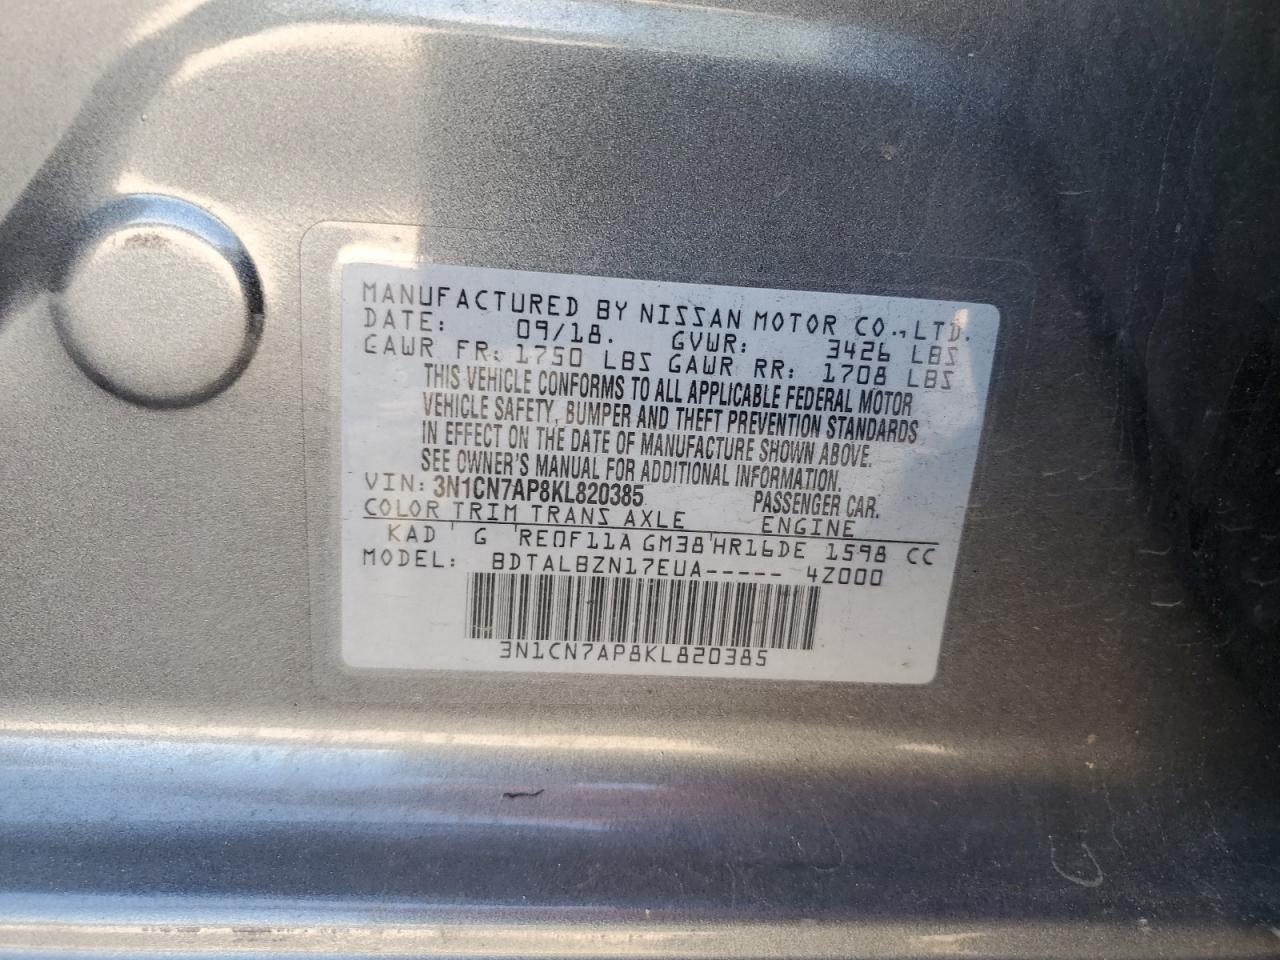 MANUFACTURED BY NISSAN MOTOR CO., LTD.
DATE: 09/18. GVWR: 3426 LBS
GAWR FR: 1750 LBS GAWR RR: 1708 LBS
THIS VEHICLE CONFORMS TO ALL APPLICABLE FEDERAL MOTOR
VEHICLE SAFETY, BUMPER AND THEFT PREVENTION STANDARDS
IN EFFECT ON THE DATE OF MANUFACTURE SHOWN ABOVE.
SEE OWNER'S MANUAL FOR ADDITIONAL INFORMATION.
VIN: 3N1CN7AP8KL820385 PASSENGER CAR.
COLOR TRIM TRANS AXLE ENGINE
KAD G RE0F11A GM38 HR16DE 1598 CC
MODEL: BDTALBZN17EUA----- 4Z000
3N1CN7AP8KL820385